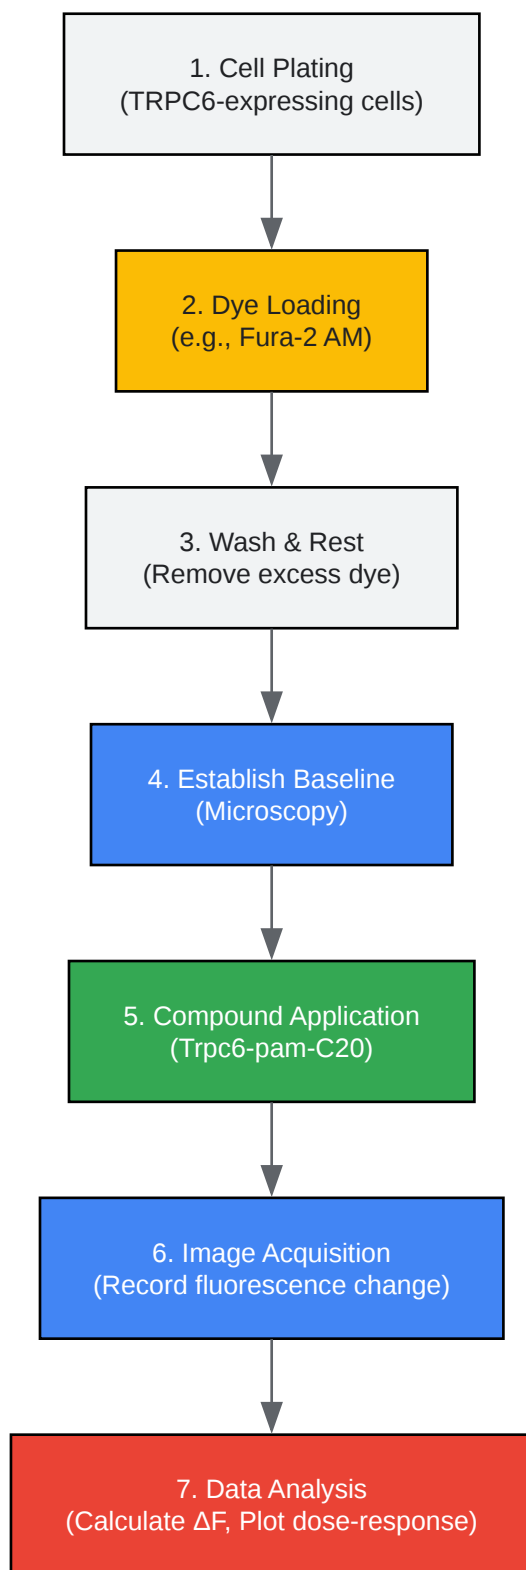 1. Cell Plating
(TRPC6-expressing cells)
2. Dye Loading
(e.g., Fura-2 AM)
3. Wash & Rest
(Remove excess dye)
4. Establish Baseline
(Microscopy)
5. Compound Application
(Trpc6-pam-C20)
6. Image Acquisition
(Record fluorescence change)
7. Data Analysis
(Calculate ΔF, Plot dose-response)